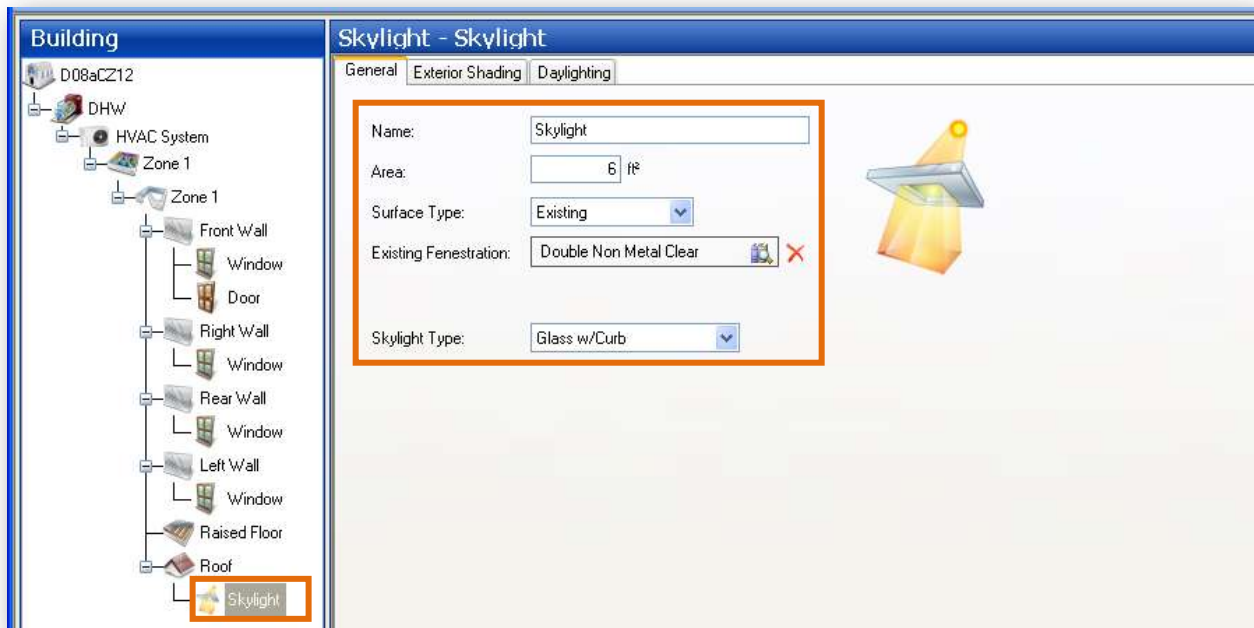 Building
D08aCZ12
DHW
HVAC System
Zone 1
Zone 1
Front Wall
Window
Door
Right Wall
Window
Rear Wall
Window
Left Wall
Window
Raised Floor
Roof
Skylight
Skylight - Skylight
General Exterior Shading Daylighting
Name: Skylight
Area: 6 ft²
Surface Type: Existing
Existing Fenestration: Double Non Metal Clear
Skylight Type: Glass w/Curb